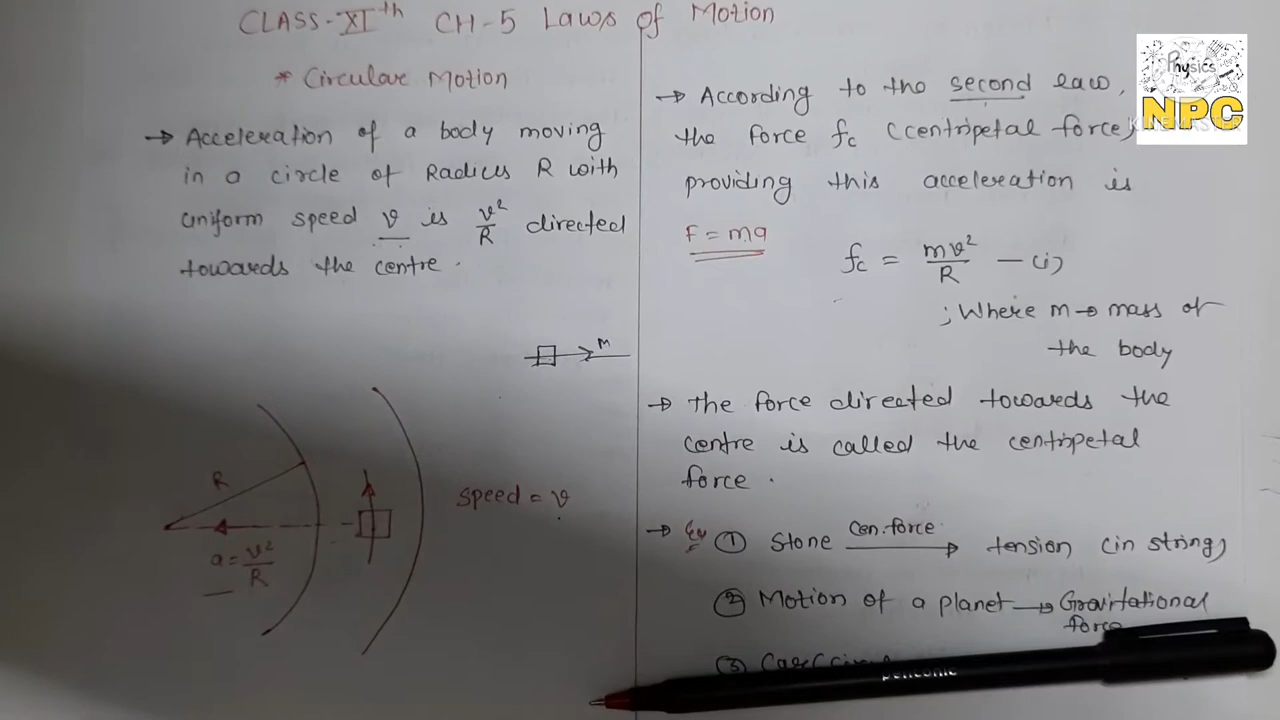 CLASS-XIth CH-5 Laws of Motion
* Circular Motion
→ Acceleration of a body moving
in a circle of Radius R with
uniform speed v is v²/R directed
towards the centre.
M
R
a = v²/R
speed = v
→ According to the second law,
the force fc (centripetal force)
providing this acceleration is
F = ma
fc = mv²/R — (i)
; Where m → mass of
the body
→ The force directed towards the
centre is called the centripetal
force.
→ Ex ① Stone Cen.force → tension (in string)
② Motion of a planet → Gravitational
force
③ Car
Physics
NPC
penconic